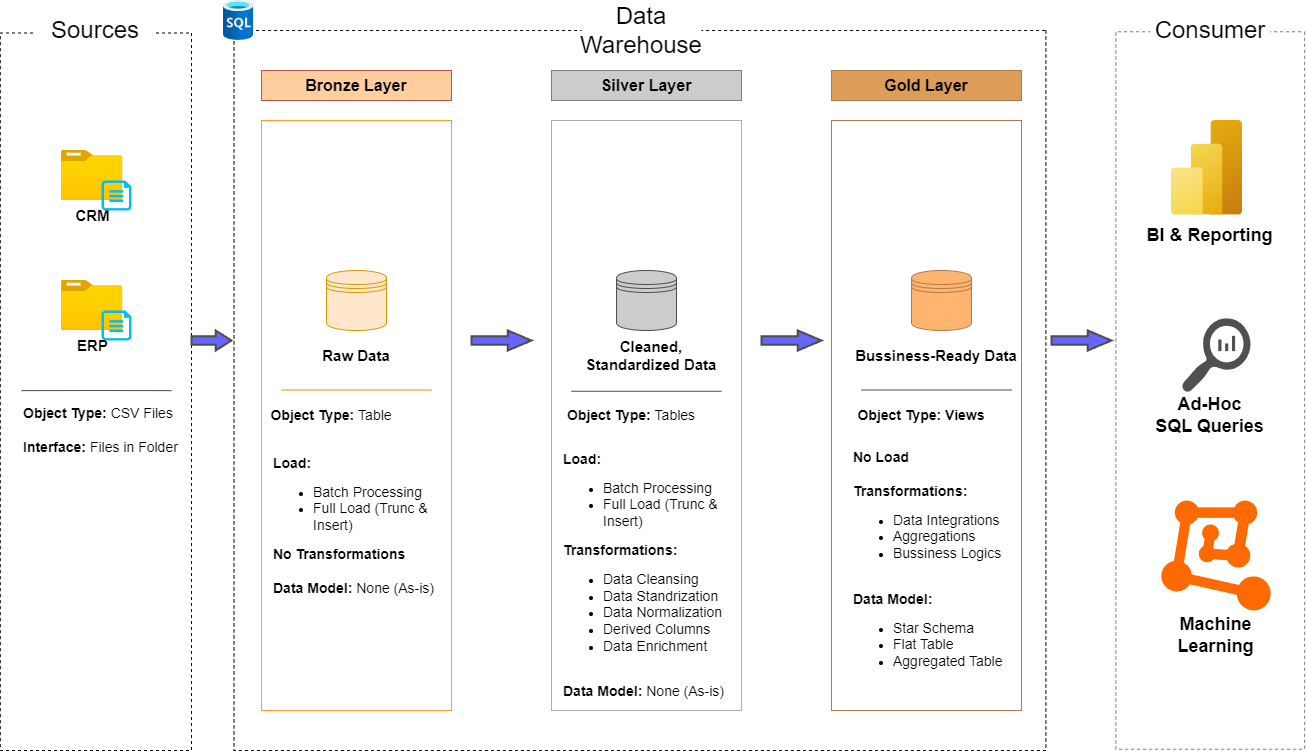 Sources
CRM
ERP
Object Type: CSV Files
Interface: Files in Folder
SQL
Data
Warehouse
Bronze Layer
Raw Data
Object Type: Table
Load:
Batch Processing
Full Load (Trunc &
Insert)
No Transformations
Data Model: None (As-is)
Silver Layer
Cleaned,
Standardized Data
Object Type: Tables
Load:
Batch Processing
Full Load (Trunc &
Insert)
Transformations:
Data Cleansing
Data Standrization
Data Normalization
Derived Columns
Data Enrichment
Data Model: None (As-is)
Gold Layer
Bussiness-Ready Data
Object Type: Views
No Load
Transformations:
Data Integrations
Aggregations
Bussiness Logics
Data Model:
Star Schema
Flat Table
Aggregated Table
Consumer
BI & Reporting
Ad-Hoc
SQL Queries
Machine
Learning